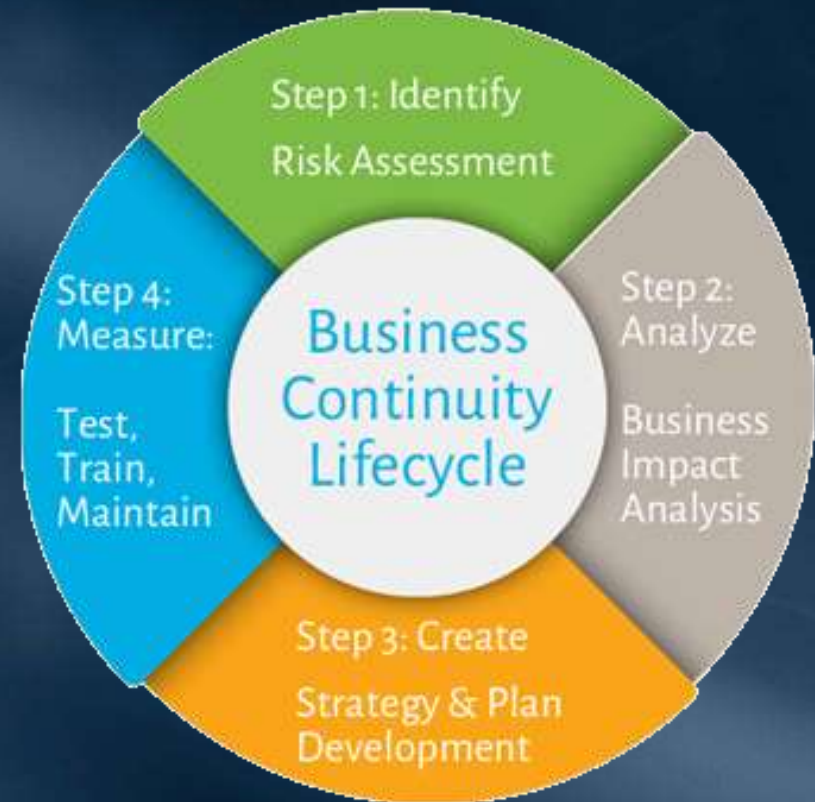 Step 1: Identify
Risk Assessment
Step 2:
Analyze
Business
Impact
Analysis
Step 3: Create
Strategy & Plan
Development
Step 4:
Measure:
Test,
Train,
Maintain
Business
Continuity
Lifecycle